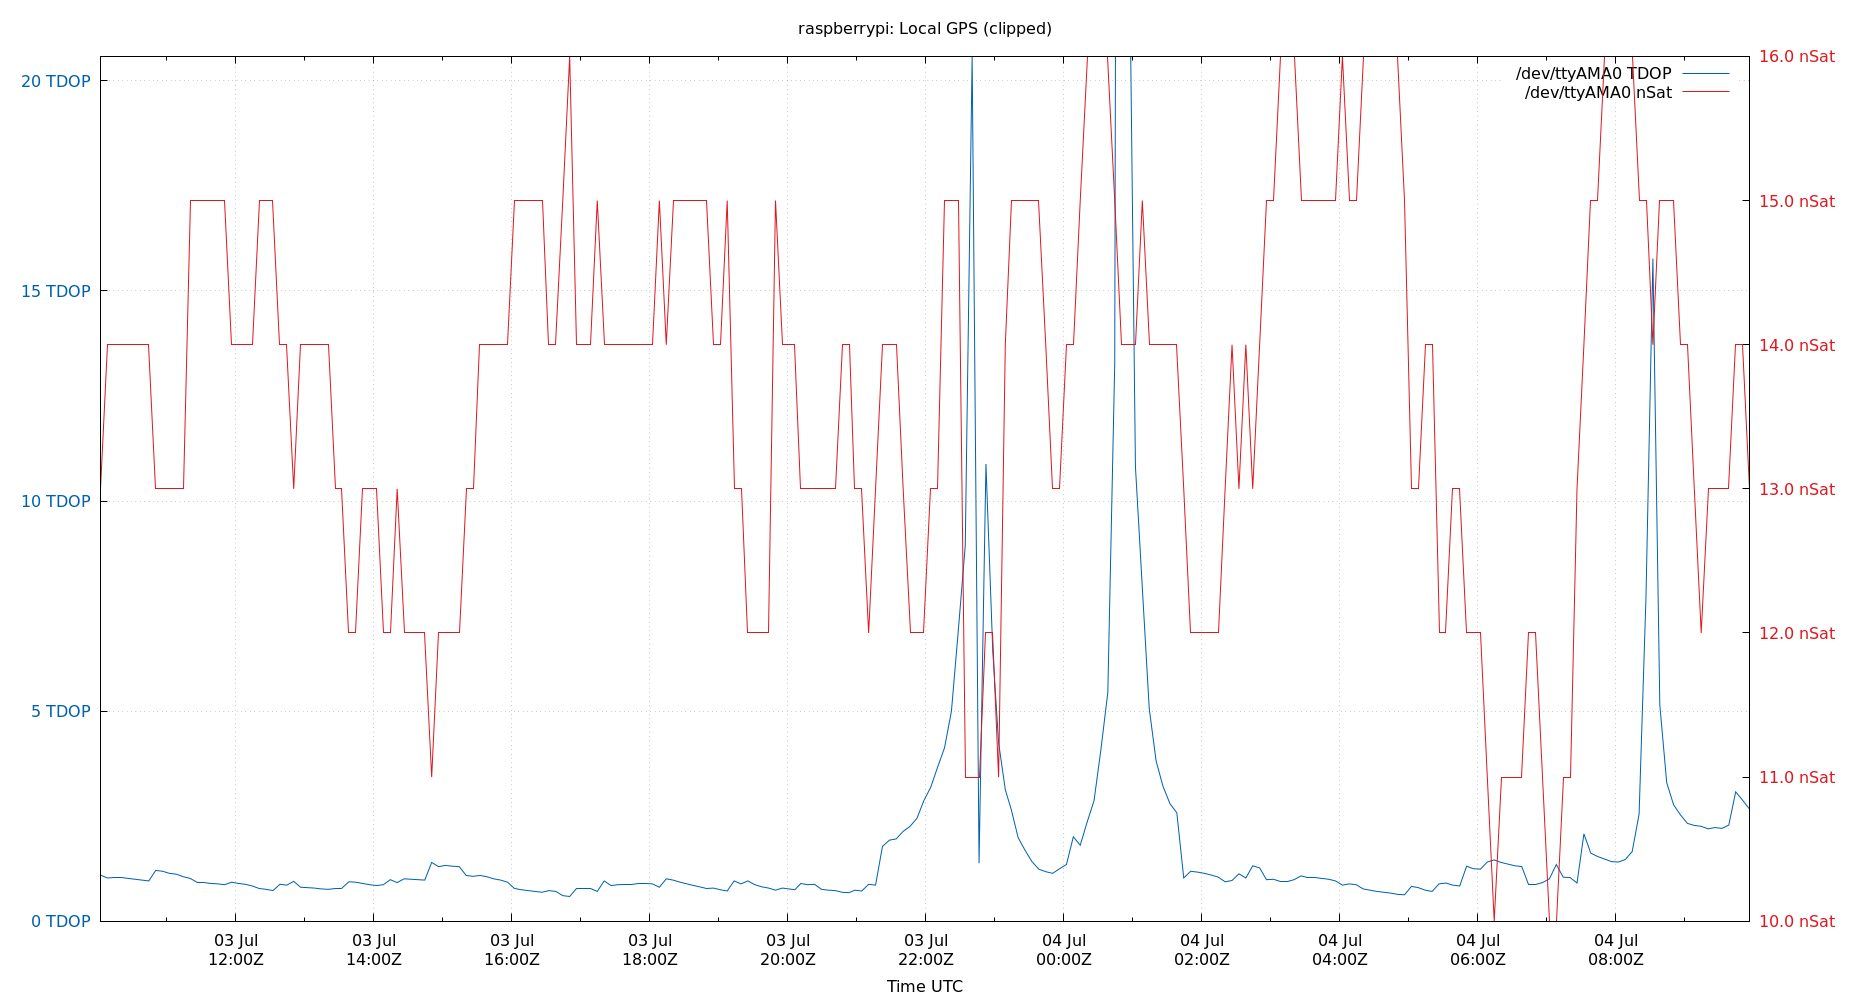 raspberrypi: Local GPS (clipped)
20 TDOP
15 TDOP
10 TDOP
5 TDOP
0 TDOP
16.0 nSat
15.0 nSat
14.0 nSat
13.0 nSat
12.0 nSat
11.0 nSat
10.0 nSat
/dev/ttyAMA0 TDOP
/dev/ttyAMA0 nSat
03 Jul
12:00Z
03 Jul
14:00Z
03 Jul
16:00Z
03 Jul
18:00Z
03 Jul
20:00Z
03 Jul
22:00Z
04 Jul
00:00Z
04 Jul
02:00Z
04 Jul
04:00Z
04 Jul
06:00Z
04 Jul
08:00Z
Time UTC